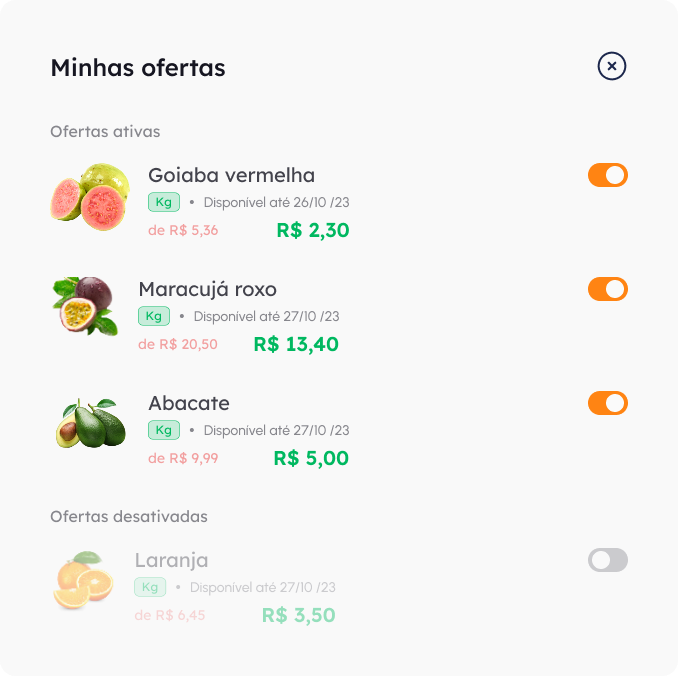 Minhas ofertas
Ofertas ativas
Goiaba vermelha
Kg • Disponível até 26/10 /23
de R$ 5,36 R$ 2,30
Maracujá roxo
Kg • Disponível até 27/10 /23
de R$ 20,50 R$ 13,40
Abacate
Kg • Disponível até 27/10 /23
de R$ 9,99 R$ 5,00
Ofertas desativadas
Laranja
Kg • Disponível até 27/10 /23
de R$ 6,45 R$ 3,50